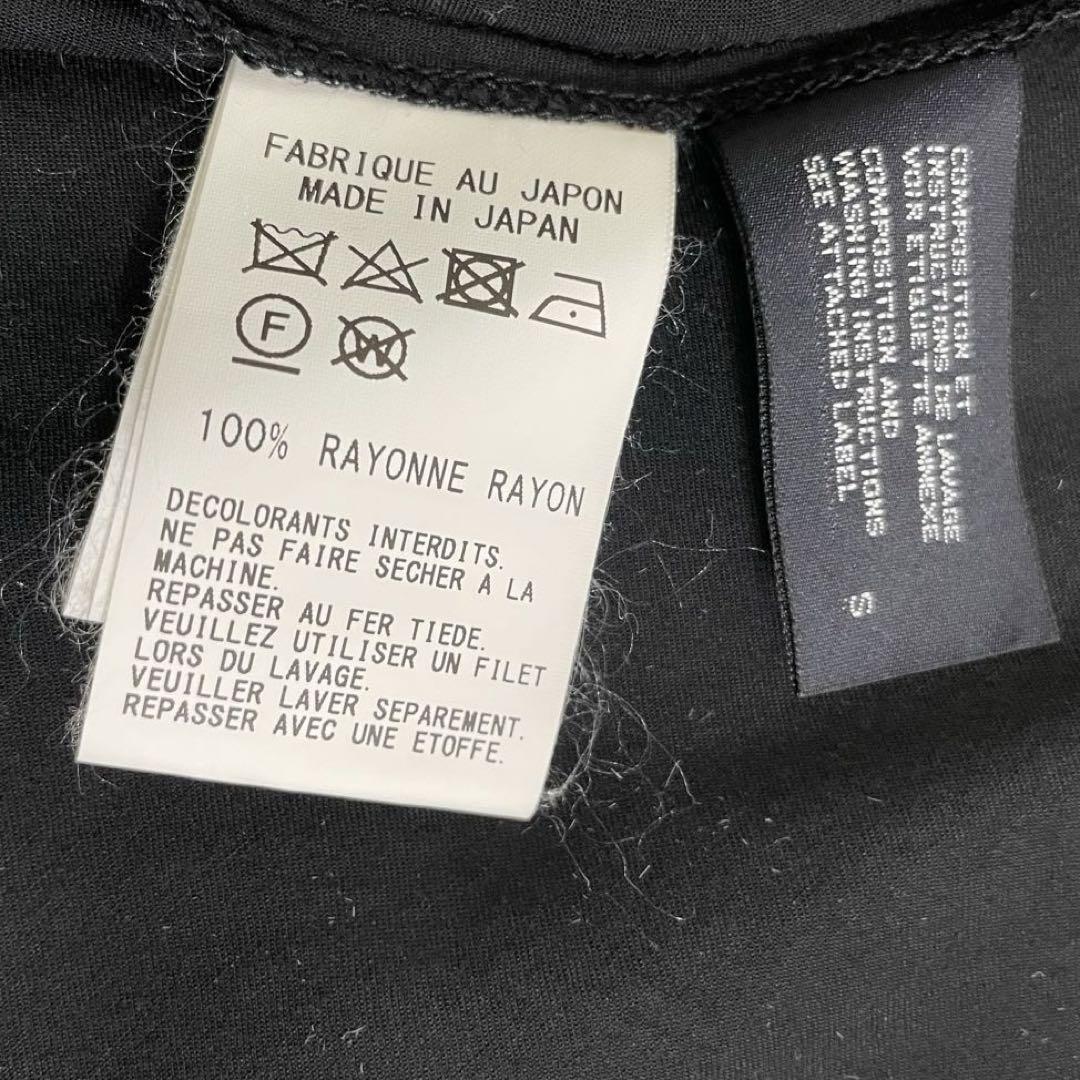 FABRIQUE AU JAPON
MADE IN JAPAN
F W
100% RAYONNE RAYON
DECOLORANTS INTERDITS.
NE PAS FAIRE SECHER A LA
MACHINE.
REPASSER AU FER TIEDE.
VEUILLEZ UTILISER UN FILET
LORS DU LAVAGE.
VEUILLER LAVER SEPAREMENT.
REPASSER AVEC UNE ETOFFE.
COMPOSITION ET
INSTRICTIONS DE LAVAGE
VOIR ETIQUETTE ANNEXE
COMPOSITION AND
WASHING INSTRICTIONS
SEE ATTACHED LABEL
S